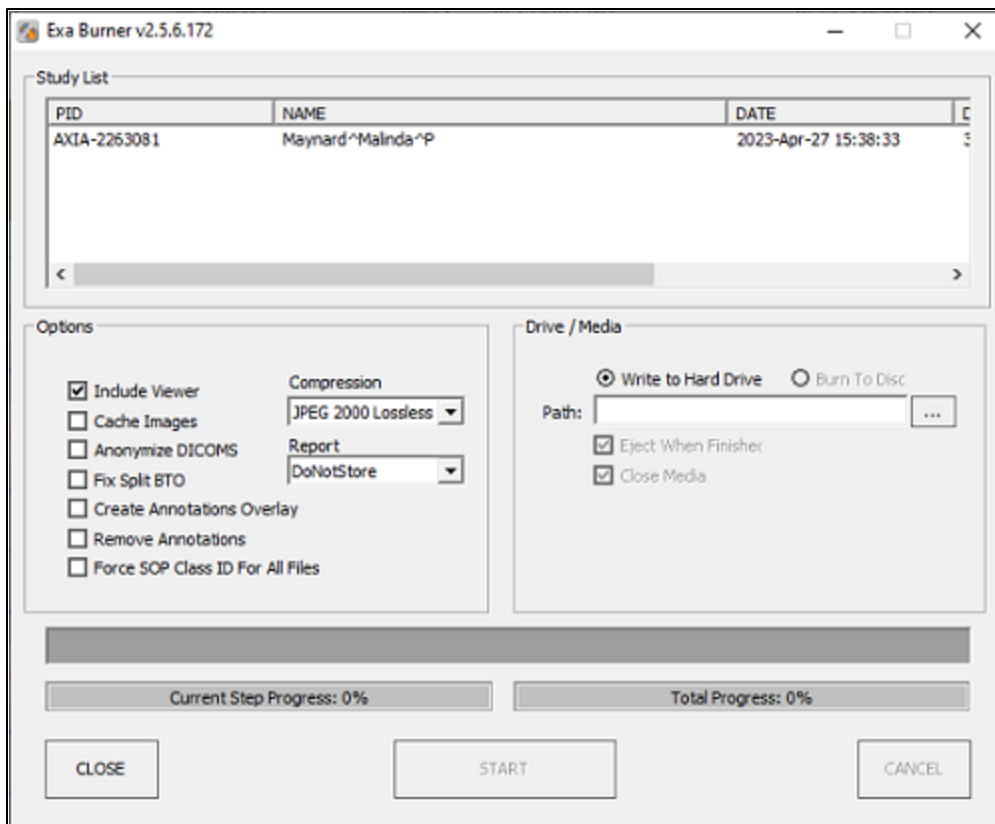 Exa Burner v2.5.6.172
Study List
PID NAME DATE
AXIA-2263081 Maynard^Malinda^P 2023-Apr-27 15:38:33
Options
Include Viewer
Cache Images
Anonymize DICOMS
Fix Split BTO
Create Annotations Overlay
Remove Annotations
Force SOP Class ID For All Files
Compression
JPEG 2000 Lossless
Report
DoNotStore
Drive / Media
Write to Hard Drive Burn To Disc
Path: ...
Eject When Finished
Close Media
Current Step Progress: 0% Total Progress: 0%
CLOSE START CANCEL